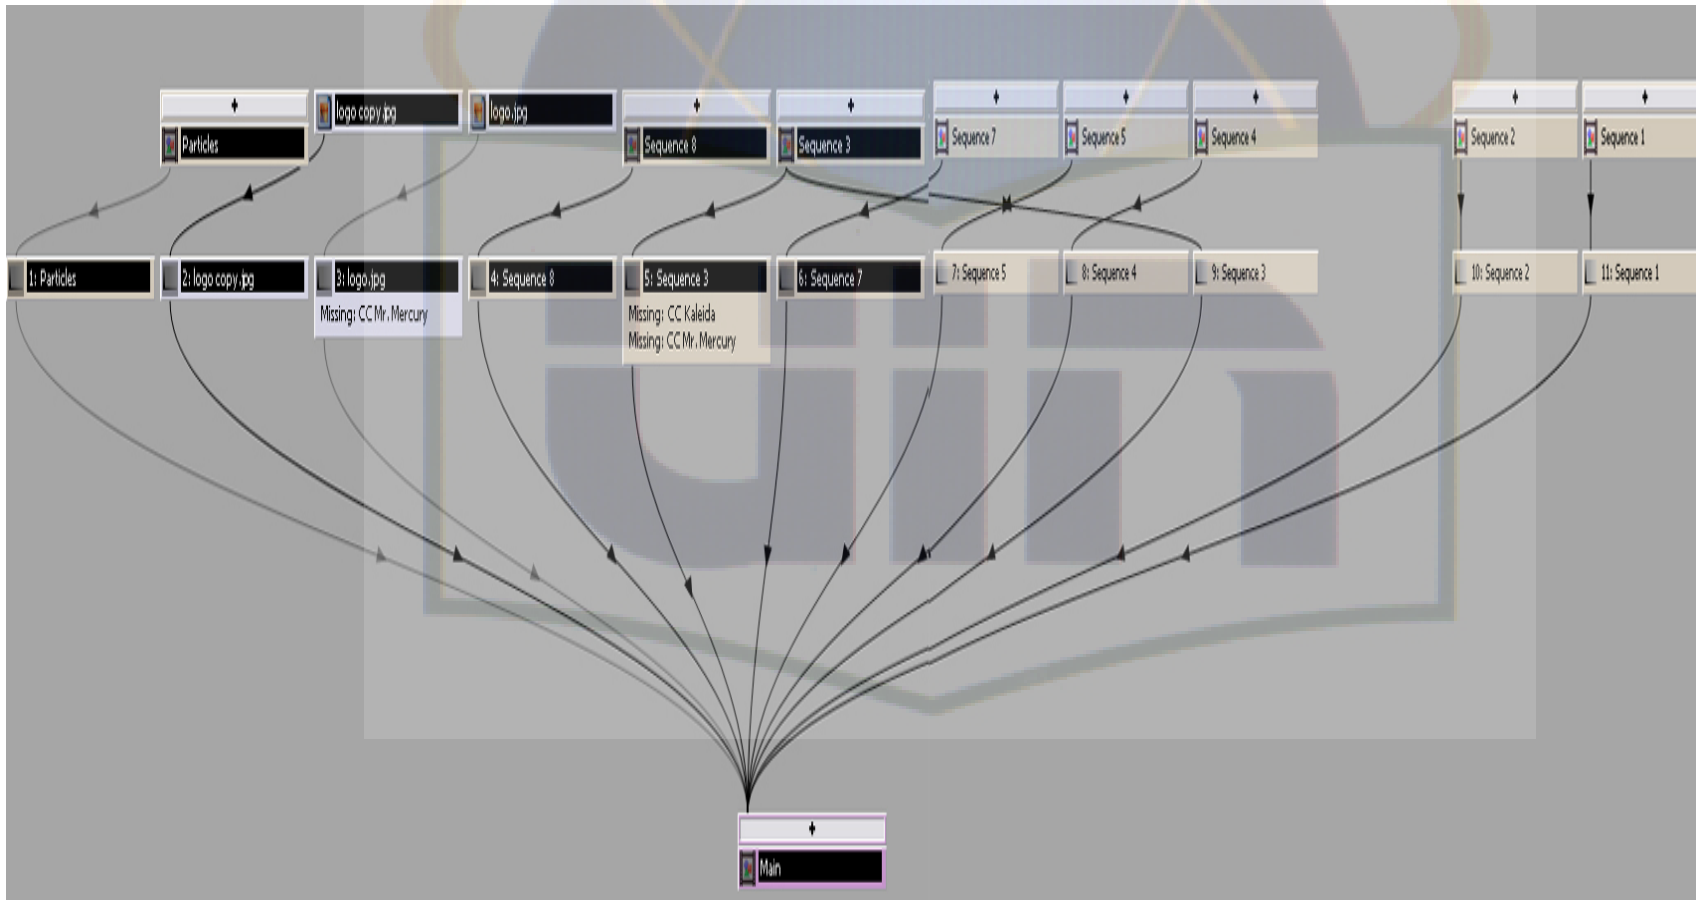 Particles
logo copy.jpg
logo.jpg
Sequence 8
Sequence 3
Sequence 7
Sequence 5
Sequence 4
Sequence 2
Sequence 1
1: Particles
2: logo copy.jpg
3: logo.jpg
Missing: CC Mr. Mercury
4: Sequence 8
5: Sequence 3
Missing: CC Kaleida
Missing: CC Mr. Mercury
6: Sequence 7
7: Sequence 5
8: Sequence 4
9: Sequence 3
10: Sequence 2
11: Sequence 1
uin
Main